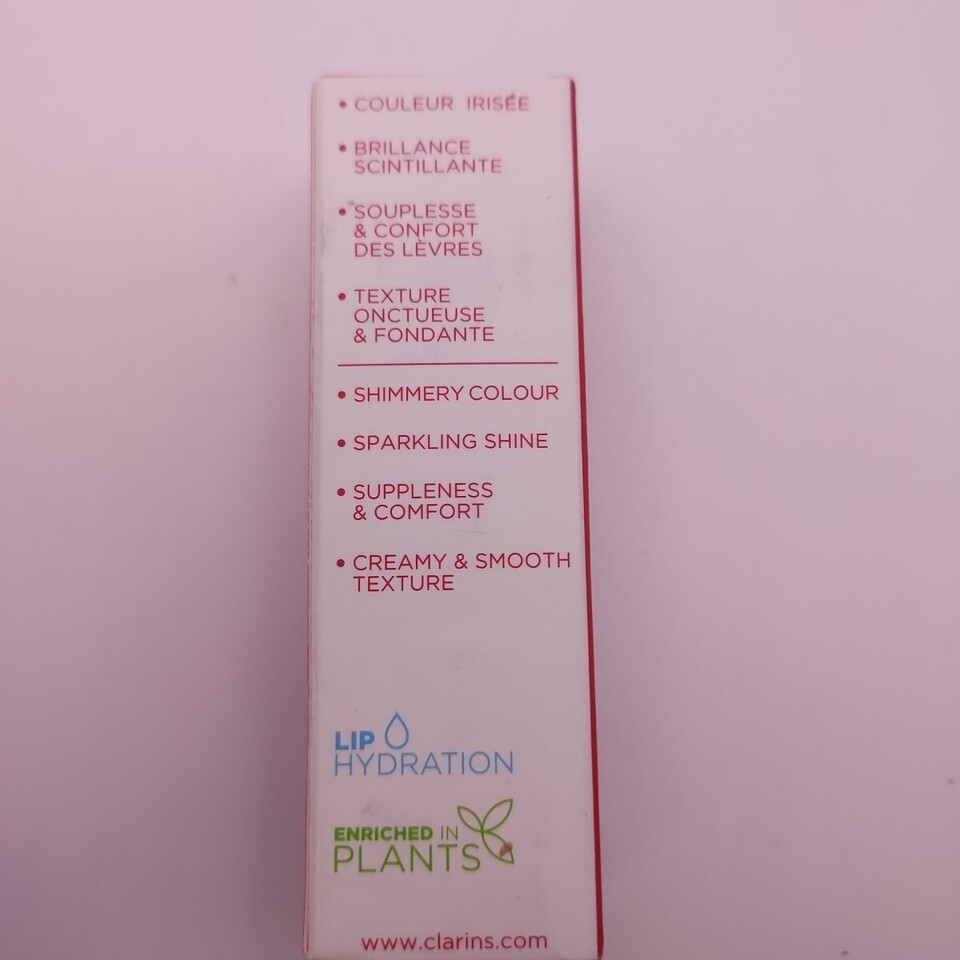 • COULEUR IRISÉE
• BRILLANCE
SCINTILLANTE
• SOUPLESSE
& CONFORT
DES LÈVRES
• TEXTURE
ONCTUEUSE
& FONDANTE
• SHIMMERY COLOUR
• SPARKLING SHINE
• SUPPLENESS
& COMFORT
• CREAMY & SMOOTH
TEXTURE
LIP
HYDRATION
ENRICHED IN
PLANTS
www.clarins.com